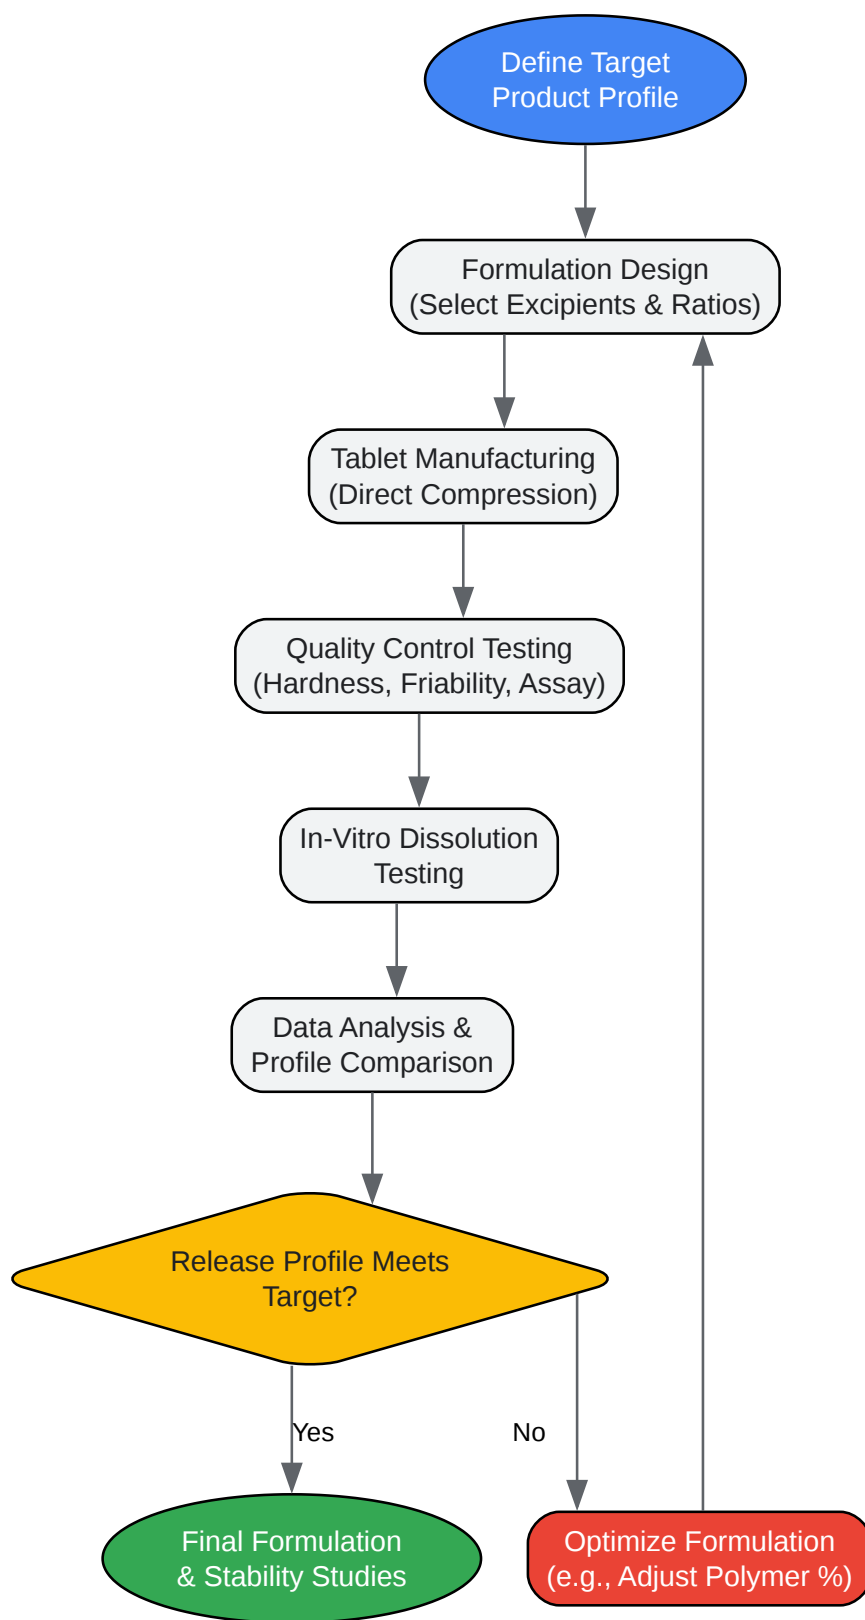 Define Target
Product Profile
Formulation Design
(Select Excipients & Ratios)
Tablet Manufacturing
(Direct Compression)
Quality Control Testing
(Hardness, Friability, Assay)
In-Vitro Dissolution
Testing
Data Analysis &
Profile Comparison
Release Profile Meets
Target?
Yes
No
Final Formulation
& Stability Studies
Optimize Formulation
(e.g., Adjust Polymer %)